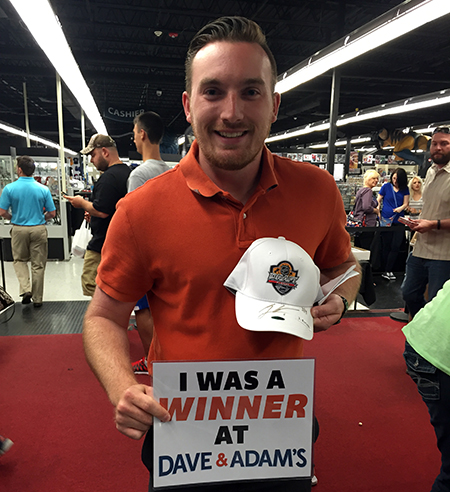 CASHIER
I WAS A
WINNER
AT
DAVE & ADAM'S